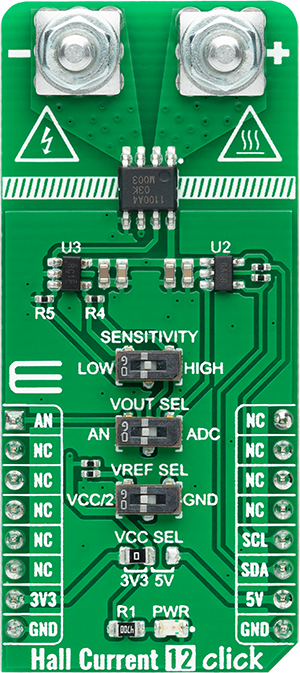 − +
1100A4
03K
M003
U3 U2
R5 R4
SENSITIVITY
LOW HIGH
VOUT SEL
AN ADC
VREF SEL
VCC/2 GND
VCC SEL
0
3V3 5V
R1 PWR
4700
AN NC
NC NC
NC NC
NC SCL
NC SDA
NC
3V3 5V
GND GND
Hall Current 12 click